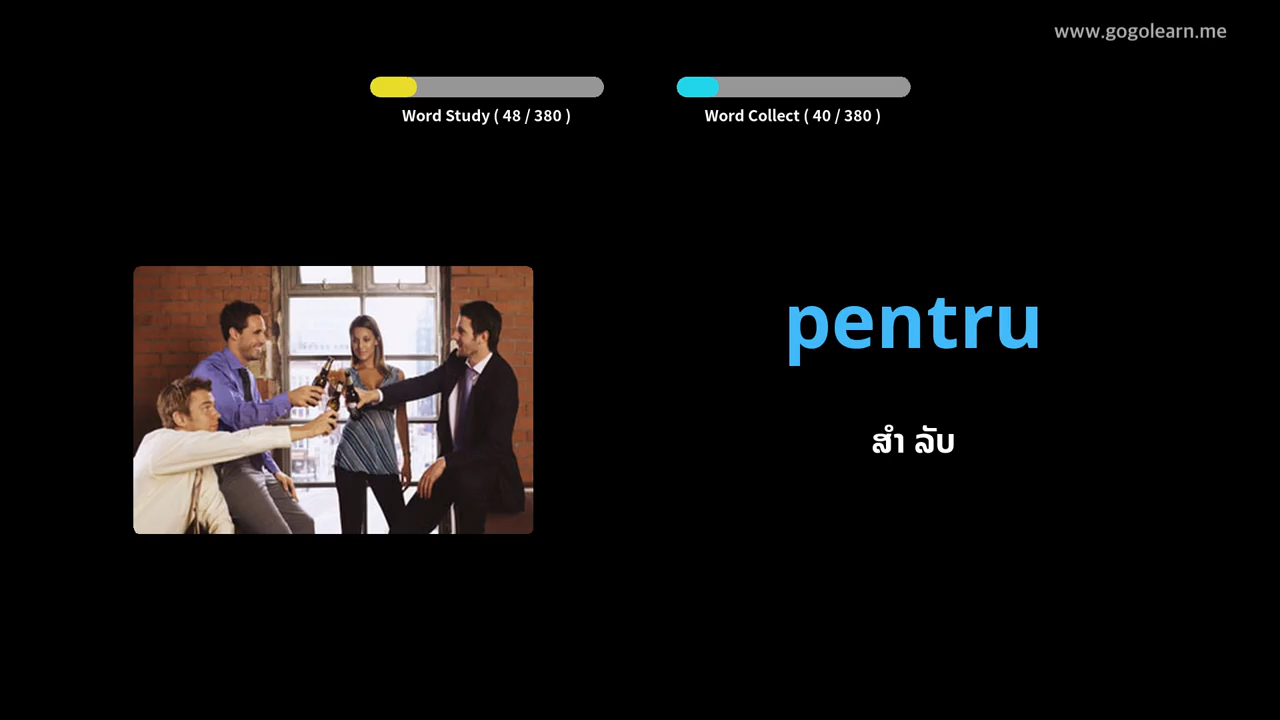 www.gogolearn.me
Word Study ( 48 / 380 )
Word Collect ( 40 / 380 )
pentru
ສຳ ລັບ